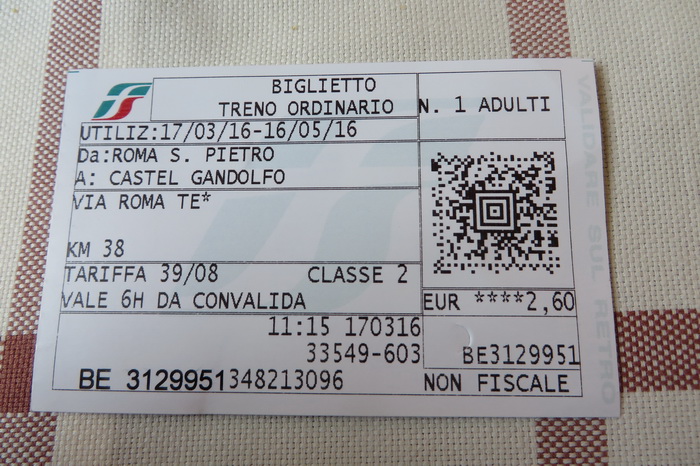 BIGLIETTO
TRENO ORDINARIO
N. 1 ADULTI
UTILIZ:17/03/16-16/05/16
Da:ROMA S. PIETRO
A: CASTEL GANDOLFO
VIA ROMA TE*
KM 38
TARIFFA 39/08 CLASSE 2
VALE 6H DA CONVALIDA
EUR ****2,60
11:15 170316
33549-603
BE3129951
BE 3129951348213096
NON FISCALE
VALIDARE SUL RETRO